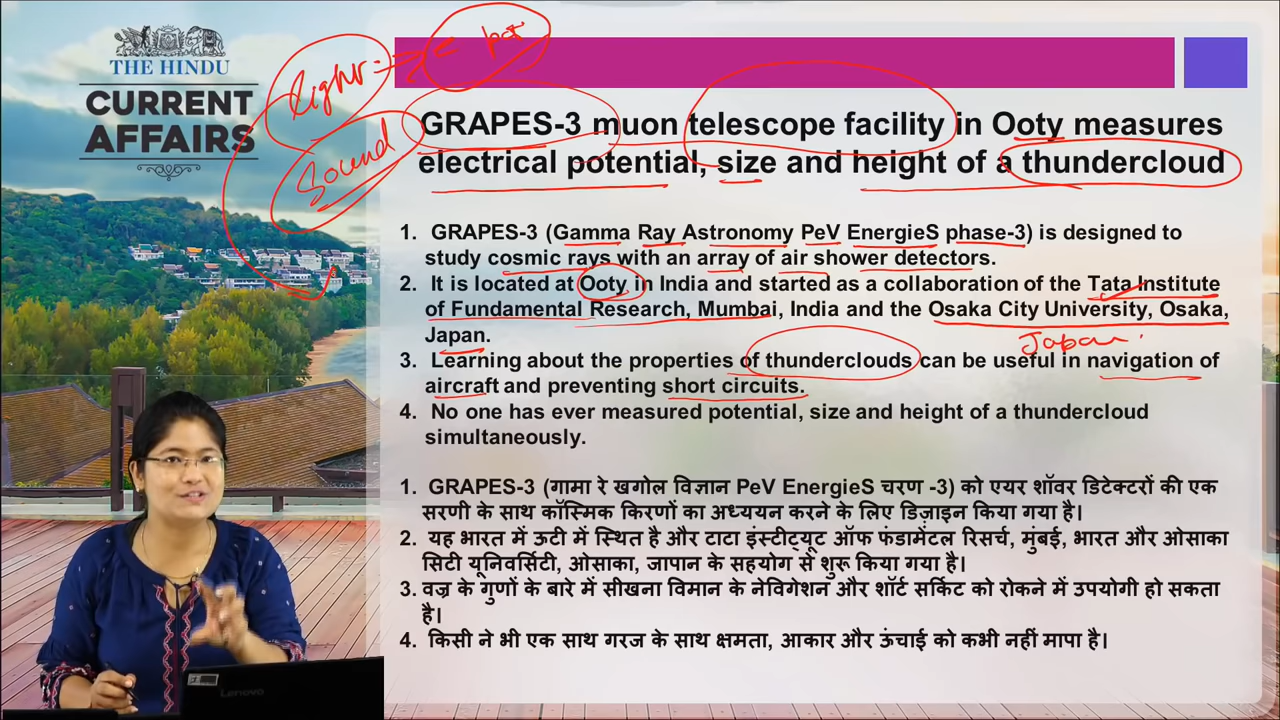 THE HINDU
CURRENT
AFFAIRS
light
Sound
GRAPES-3 muon telescope facility in Ooty measures
electrical potential, size and height of a thundercloud
1. GRAPES-3 (Gamma Ray Astronomy PeV EnergieS phase-3) is designed to
study cosmic rays with an array of air shower detectors.
2. It is located at Ooty in India and started as a collaboration of the Tata Institute
of Fundamental Research, Mumbai, India and the Osaka City University, Osaka,
Japan.
Japan
3. Learning about the properties of thunderclouds can be useful in navigation of
aircraft and preventing short circuits.
4. No one has ever measured potential, size and height of a thundercloud
simultaneously.
1. GRAPES-3 (गामा रे खगोल विज्ञान PeV EnergieS चरण -3) को एयर शॉवर डिटेक्टरों की एक
सरणी के साथ कॉस्मिक किरणों का अध्ययन करने के लिए डिज़ाइन किया गया है।
2. यह भारत में ऊटी में स्थित है और टाटा इंस्टीट्यूट ऑफ फंडामेंटल रिसर्च, मुंबई, भारत और ओसाका
सिटी यूनिवर्सिटी, ओसाका, जापान के सहयोग से शुरू किया गया है।
3. वज्र के गुणों के बारे में सीखना विमान के नेविगेशन और शॉर्ट सर्किट को रोकने में उपयोगी हो सकता
है।
4. किसी ने भी एक साथ गरज के साथ क्षमता, आकार और ऊंचाई को कभी नहीं मापा है।
Lenovo